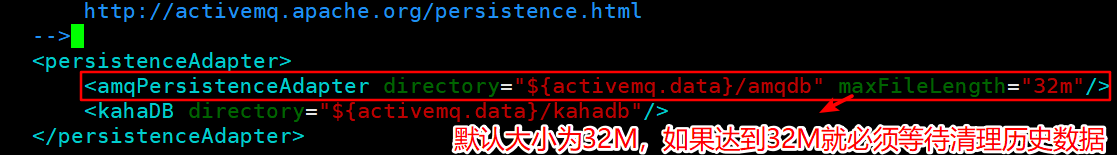 http://activemq.apache.org/persistence.html
-->
<persistenceAdapter>
<amqPersistenceAdapter directory="${activemq.data}/amqdb" maxFileLength="32m"/>
<kahaDB directory="${activemq.data}/kahadb"/>
</persistenceAdapter>
默认大小为32M，如果达到32M就必须等待清理历史数据